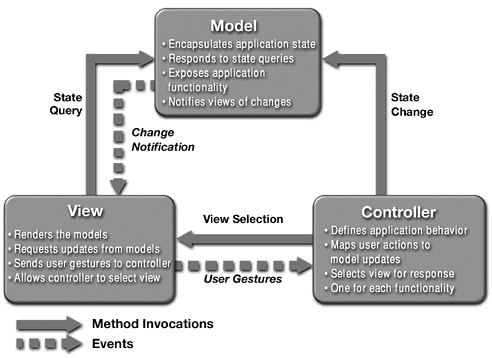 Model
• Encapsulates application state
• Responds to state queries
• Exposes application
functionality
• Notifies views of changes
State
Query
Change
Notification
State
Change
View
• Renders the models
• Requests updates from models
• Sends user gestures to controller
• Allows controller to select view
View Selection
User Gestures
Controller
• Defines application behavior
• Maps user actions to
model updates
• Selects view for response
• One for each functionality
Method Invocations
Events